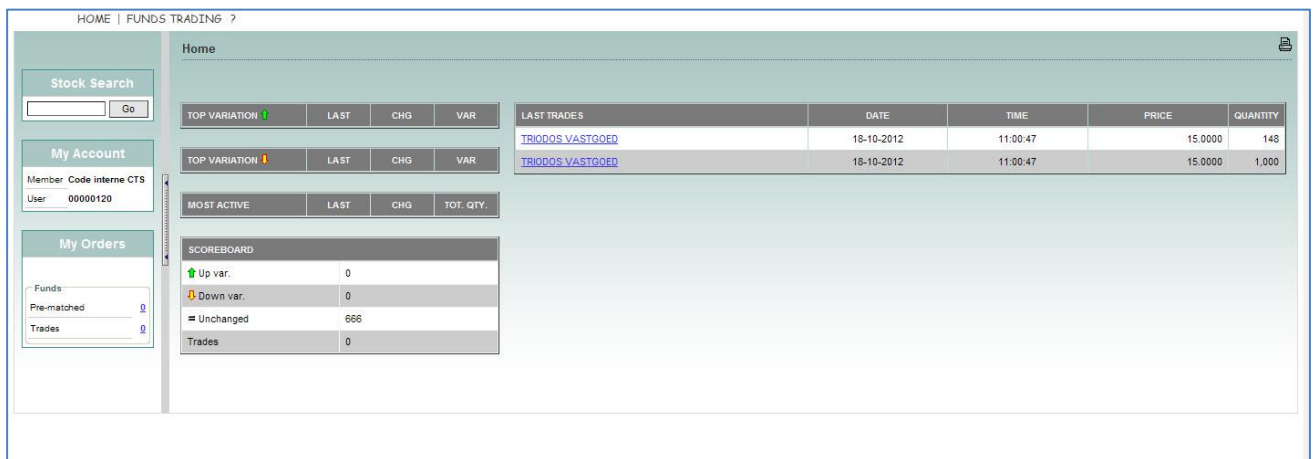 HOME | FUNDS TRADING ?
Home
Stock Search
Go
My Account
Member Code interne CTS
User 00000120
My Orders
Funds
Pre-matched 0
Trades 0
TOP VARIATION LAST CHG VAR
TOP VARIATION LAST CHG VAR
MOST ACTIVE LAST CHG TOT. QTY.
SCOREBOARD
Up var. 0
Down var. 0
= Unchanged 666
Trades 0
LAST TRADES DATE TIME PRICE QUANTITY
TRIODOS VASTGOED 18-10-2012 11:00:47 15.0000 148
TRIODOS VASTGOED 18-10-2012 11:00:47 15.0000 1,000